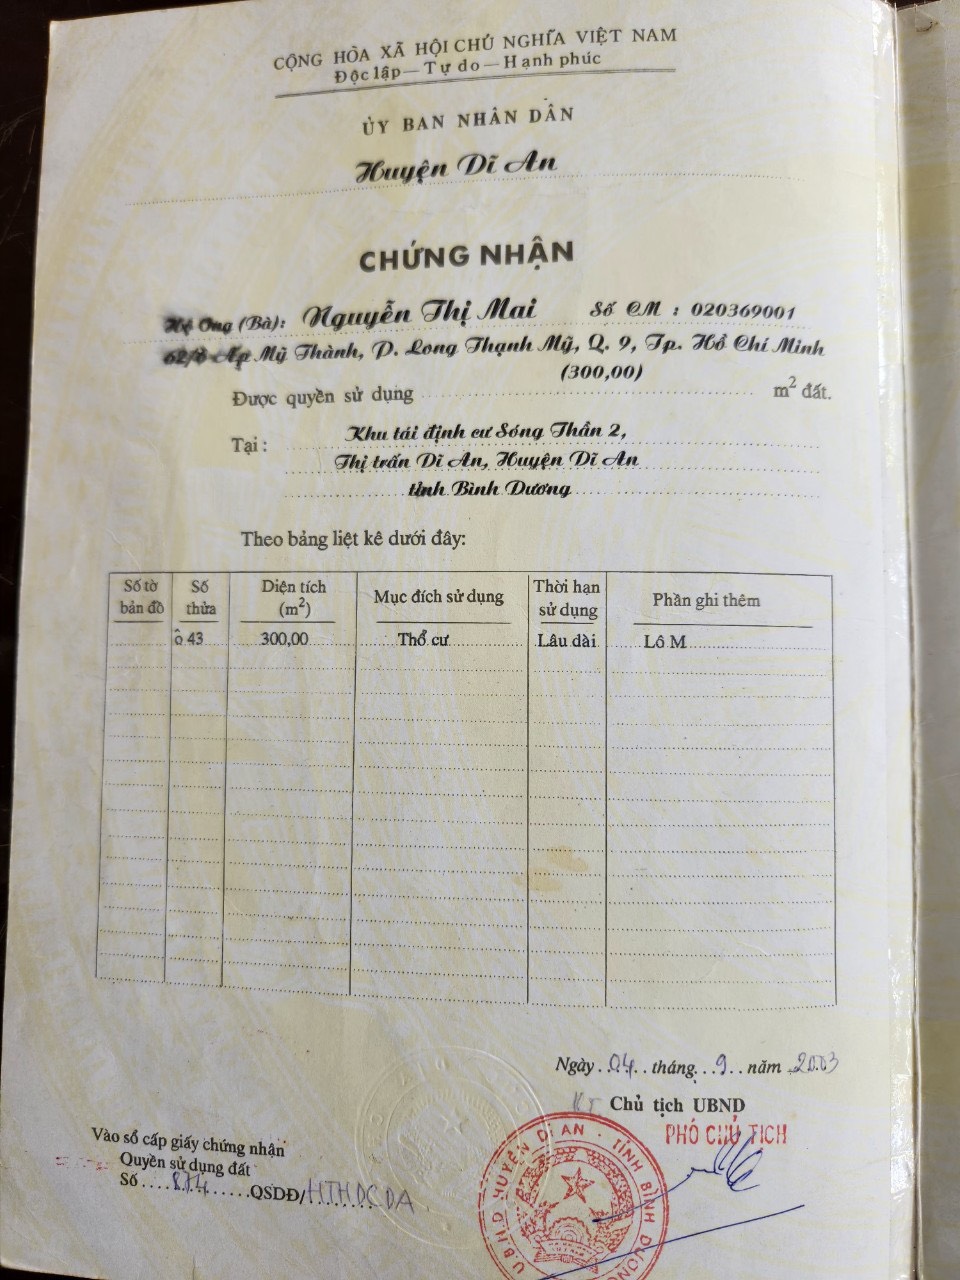 CỘNG HÒA XÃ HỘI CHỦ NGHĨA VIỆT NAM
Độc lập — Tự do — Hạnh phúc
ỦY BAN NHÂN DÂN
Huyện Dĩ An
CHỨNG NHẬN
Hộ Ông (Bà): Nguyễn Thị Mai Số CM : 020369001
Ấp Mỹ Thành, P. Long Thạnh Mỹ, Q. 9, Tp. Hồ Chí Minh
(300,00)
Được quyền sử dụng m2 đất.
Tại : Khu tái định cư Sóng Thần 2,
Thị trấn Dĩ An, Huyện Dĩ An
tỉnh Bình Dương
Theo bảng liệt kê dưới đây:
Số tờ bản đồ Số thửa Diện tích (m2) Mục đích sử dụng Thời hạn sử dụng Phần ghi thêm
ô 43 300,00 Thổ cư Lâu dài Lô M
Ngày 04 tháng 9 năm 2003
KT Chủ tịch UBND
PHÓ CHỦ TỊCH
Vào sổ cấp giấy chứng nhận
Quyền sử dụng đất
Số 874 QSDĐ/
U.B.N.D HUYỆN DĨ AN - TỈNH BÌNH DƯƠNG